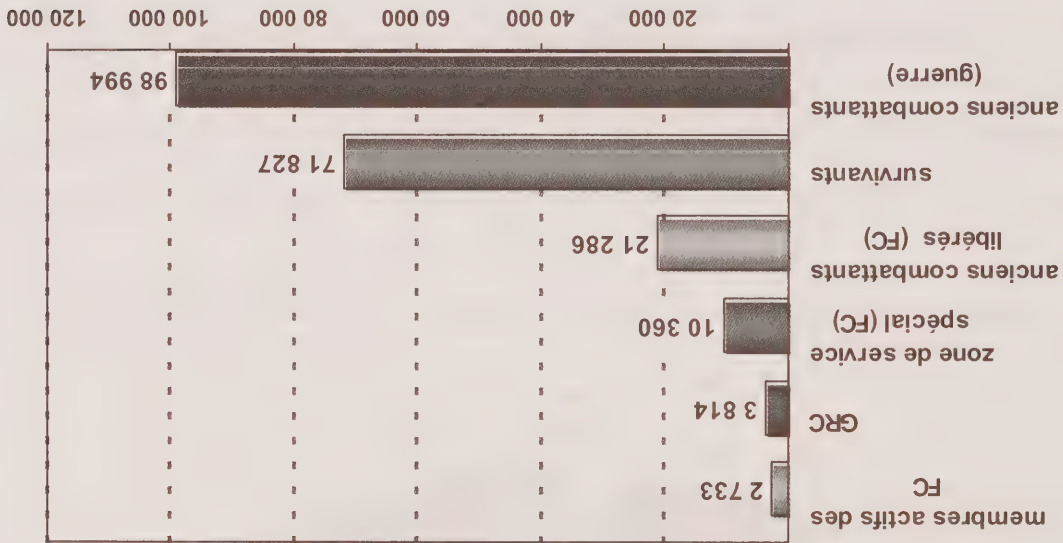 membres actifs des
FC
2 733
GRC
3 814
zone de service
spécial (FC)
10 360
anciens combattants
libérés (FC)
21 286
survivants
71 827
anciens combattants
(guerre)
98 994
20 000
40 000
60 000
80 000
100 000
120 000